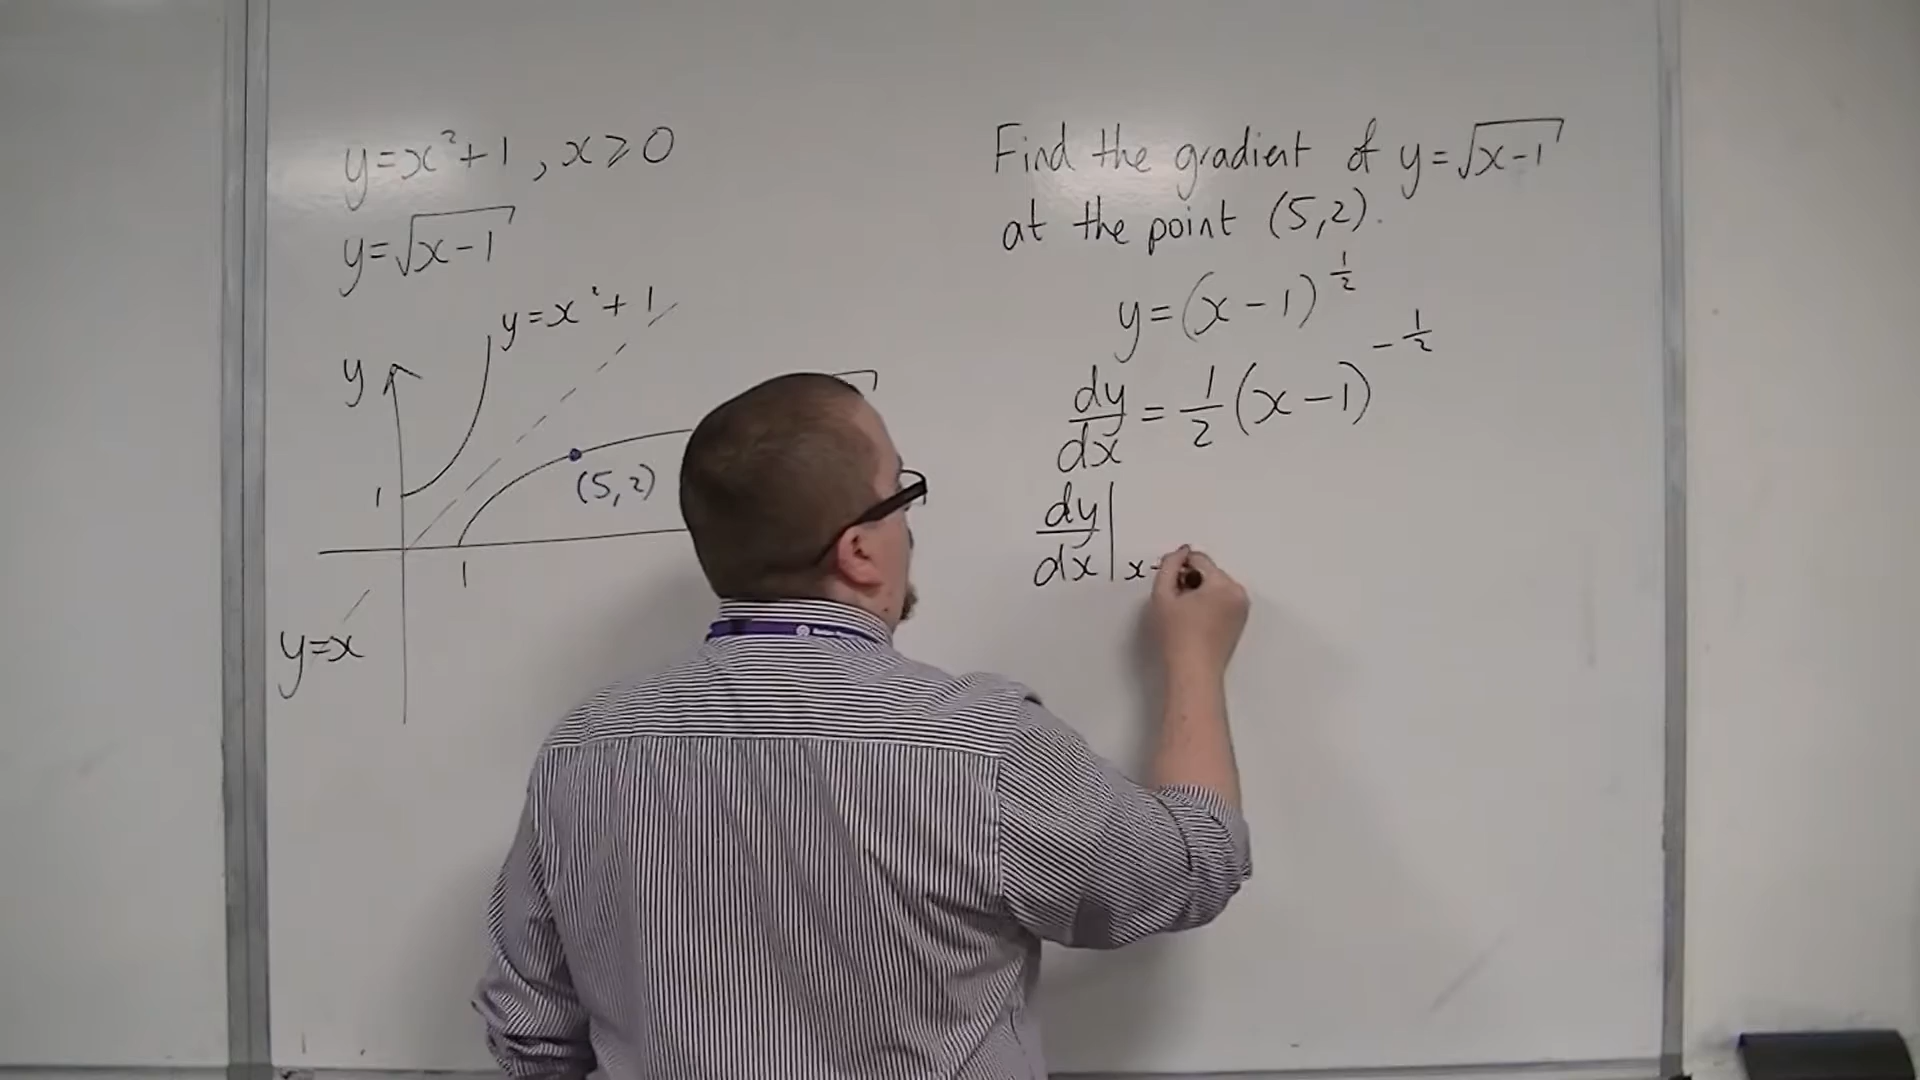 y=x²+1, x≥0
y=√(x-1)
y=x²+1
y
1
(5,2)
1
y=x
Find the gradient of y=√(x-1)
at the point (5,2).
y=(x-1)^(1/2)
dy/dx = 1/2(x-1)^(-1/2)
dy/dx|x